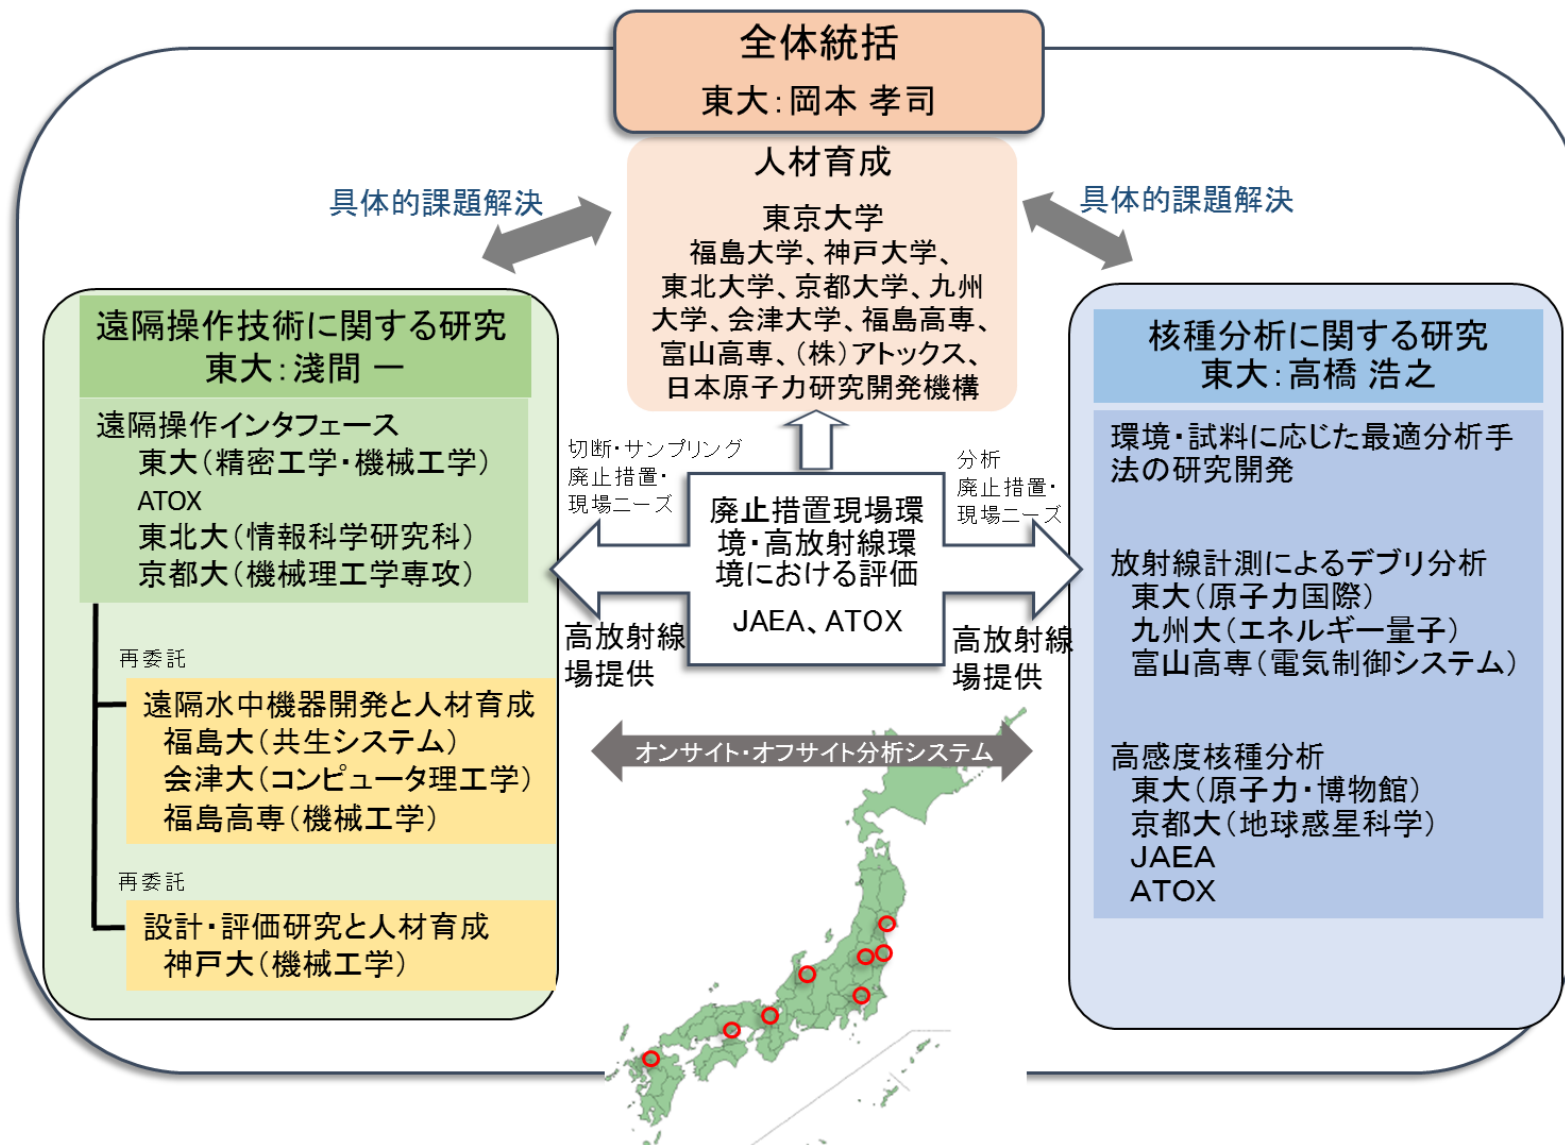 全体統括
東大：岡本 孝司
人材育成
東京大学
福島大学、神戸大学、
東北大学、京都大学、九州
大学、会津大学、福島高専、
富山高専、（株）アトックス、
日本原子力研究開発機構
具体的課題解決
具体的課題解決
遠隔操作技術に関する研究
東大：淺間 一
遠隔操作インタフェース
東大（精密工学・機械工学）
ATOX
東北大（情報科学研究科）
京都大（機械理工学専攻）
再委託
遠隔水中機器開発と人材育成
福島大（共生システム）
会津大（コンピュータ理工学）
福島高専（機械工学）
再委託
設計・評価研究と人材育成
神戸大（機械工学）
切断・サンプリング
廃止措置・
現場ニーズ
分析
廃止措置・
現場ニーズ
廃止措置現場環
境・高放射線環
境における評価
JAEA、ATOX
高放射線
場提供
高放射線
場提供
オンサイト・オフサイト分析システム
核種分析に関する研究
東大：高橋 浩之
環境・試料に応じた最適分析手
法の研究開発
放射線計測によるデブリ分析
東大（原子力国際）
九州大（エネルギー量子）
富山高専（電気制御システム）
高感度核種分析
東大（原子力・博物館）
京都大（地球惑星科学）
JAEA
ATOX